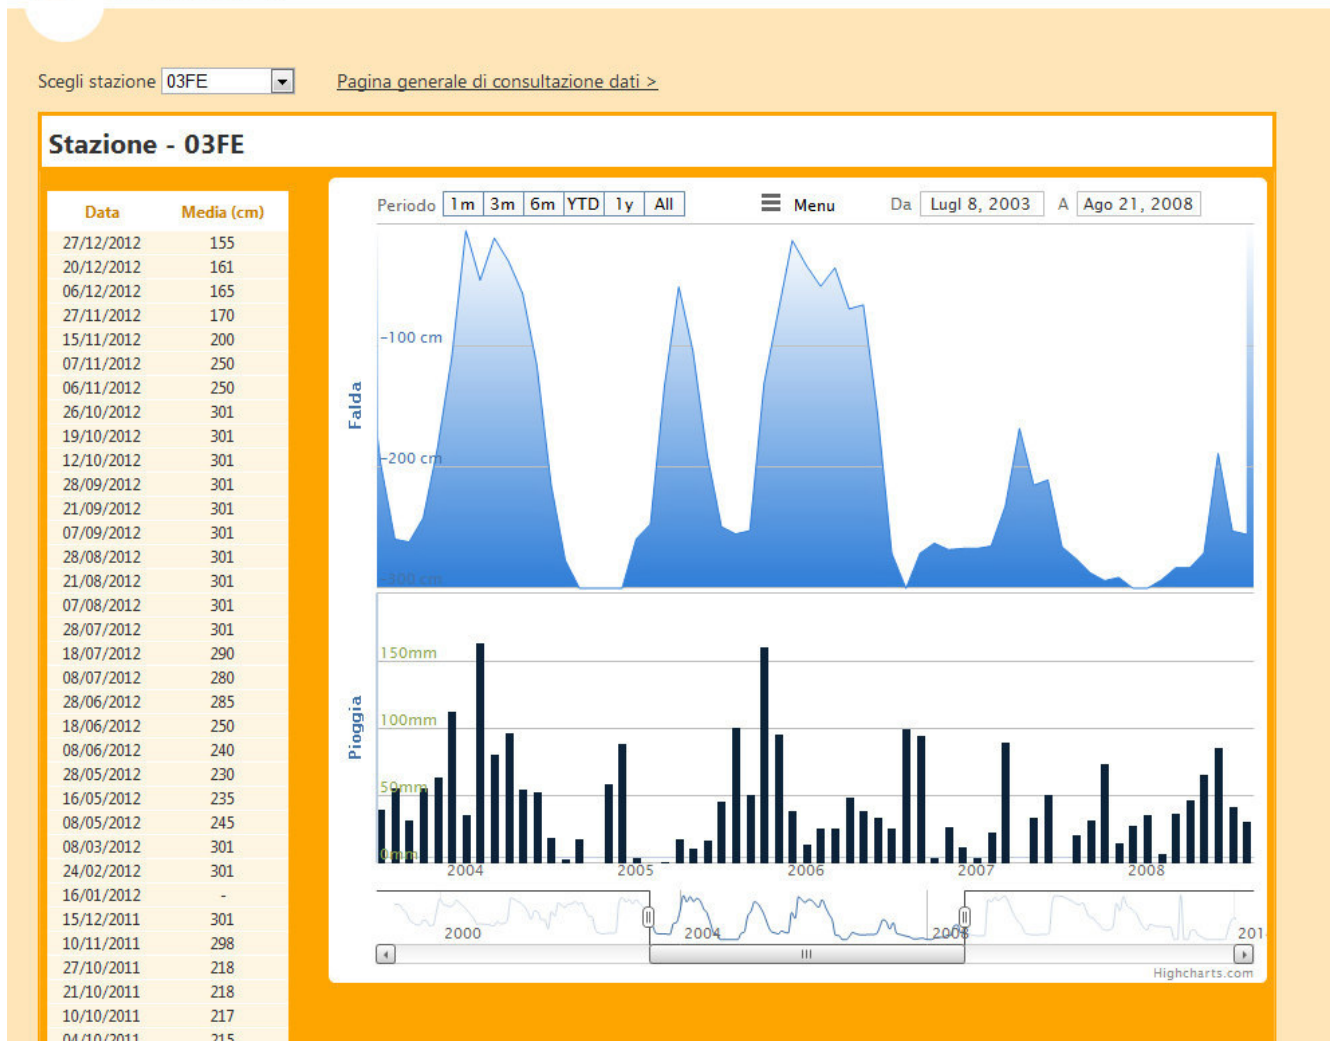 Scegli stazione 03FE Pagina generale di consultazione dati >
Stazione - 03FE
Data Media (cm)
27/12/2012 155
20/12/2012 161
06/12/2012 165
27/11/2012 170
15/11/2012 200
07/11/2012 250
06/11/2012 250
26/10/2012 301
19/10/2012 301
12/10/2012 301
28/09/2012 301
21/09/2012 301
07/09/2012 301
28/08/2012 301
21/08/2012 301
07/08/2012 301
28/07/2012 301
18/07/2012 290
08/07/2012 280
28/06/2012 285
18/06/2012 250
08/06/2012 240
28/05/2012 230
16/05/2012 235
08/05/2012 245
08/03/2012 301
24/02/2012 301
16/01/2012 -
15/12/2011 301
10/11/2011 298
27/10/2011 218
21/10/2011 218
10/10/2011 217
04/10/2011 215
Periodo 1m 3m 6m YTD 1y All Menu Da Lugl 8, 2003 A Ago 21, 2008
Falda
-100 cm
-200 cm
-300 cm
Pioggia
150mm
100mm
50mm
0mm
2004 2005 2006 2007 2008
2000 2004 2008 201
Highcharts.com